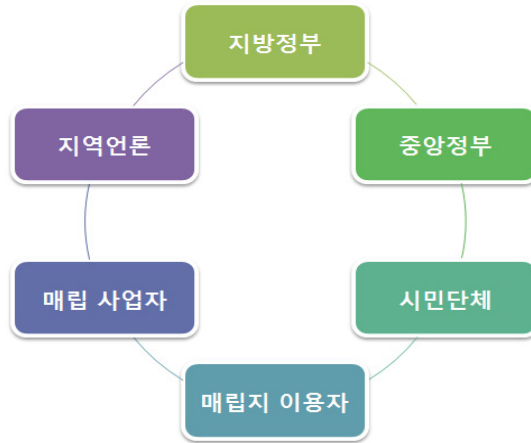 지방정부
지역언론
중앙정부
매립 사업자
시민단체
매립지 이용자